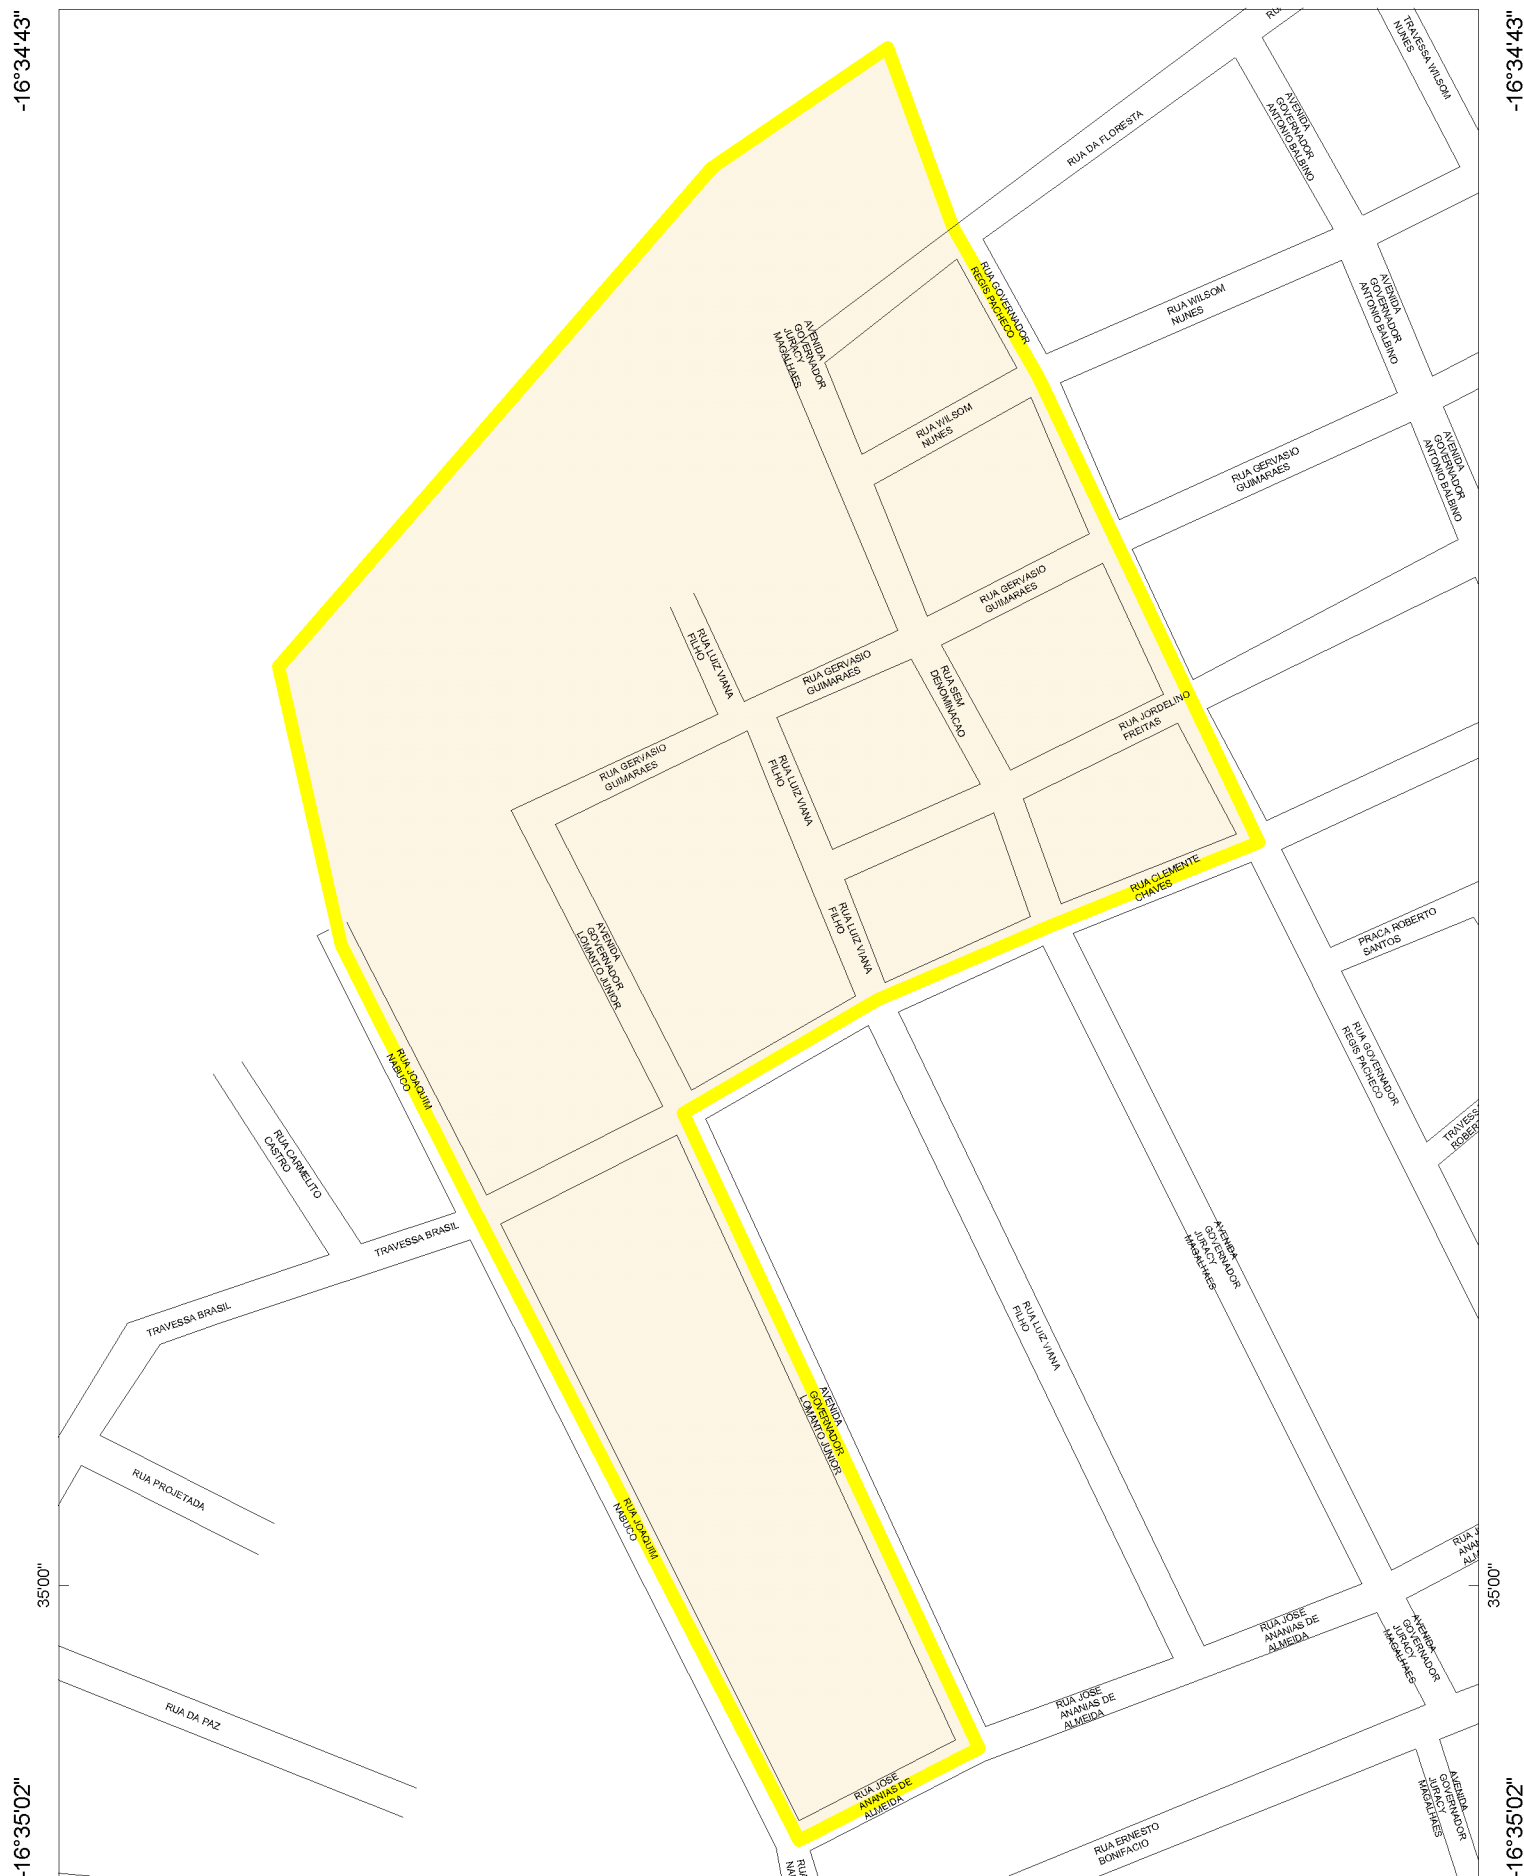 -16°34'43"
-16°34'43"
TRAVESSA WILSOM
NUNES
RUA DA FLORESTA
AVENIDA
GOVERNADOR
ANTONIO BALBINO
RUA GOVERNADOR
REGIS PACHECO
RUA WILSOM
NUNES
AVENIDA
GOVERNADOR
ANTONIO BALBINO
AVENIDA
GOVERNADOR
JURACY
MAGALHAES
RUA WILSOM
NUNES
RUA GERVASIO
GUIMARAES
AVENIDA
GOVERNADOR
ANTONIO BALBINO
RUA GERVASIO
GUIMARAES
RUA LUIZ VIANA
FILHO
RUA GERVASIO
GUIMARAES
RUA SEM
DENOMINACAO
RUA JORDELINO
FREITAS
RUA GERVASIO
GUIMARAES
RUA LUIZ VIANA
FILHO
RUA CLEMENTE
CHAVES
RUA LUIZ VIANA
FILHO
PRACA ROBERTO
SANTOS
AVENIDA
GOVERNADOR
LOMANTO JUNIOR
RUA GOVERNADOR
REGIS PACHECO
RUA JOAQUIM
NABUCO
RUA CARMELITO
CASTRO
TRAVESSA BRASIL
AVENIDA
GOVERNADOR
JURACY
MAGALHAES
TRAVESSA BRASIL
RUA LUIZ VIANA
FILHO
AVENIDA
GOVERNADOR
LOMANTO JUNIOR
RUA PROJETADA
RUA JOAQUIM
NABUCO
35'00"
35'00"
RUA JOSE
ANANIAS DE
ALMEIDA
AVENIDA
GOVERNADOR
JURACY
MAGALHAES
RUA JOSE
ANANIAS DE
ALMEIDA
RUA DA PAZ
RUA JOSE
ANANIAS DE
ALMEIDA
AVENIDA
GOVERNADOR
JURACY
MAGALHAES
RUA ERNESTO
BONIFACIO
RUA
-16°35'02"
-16°35'02"